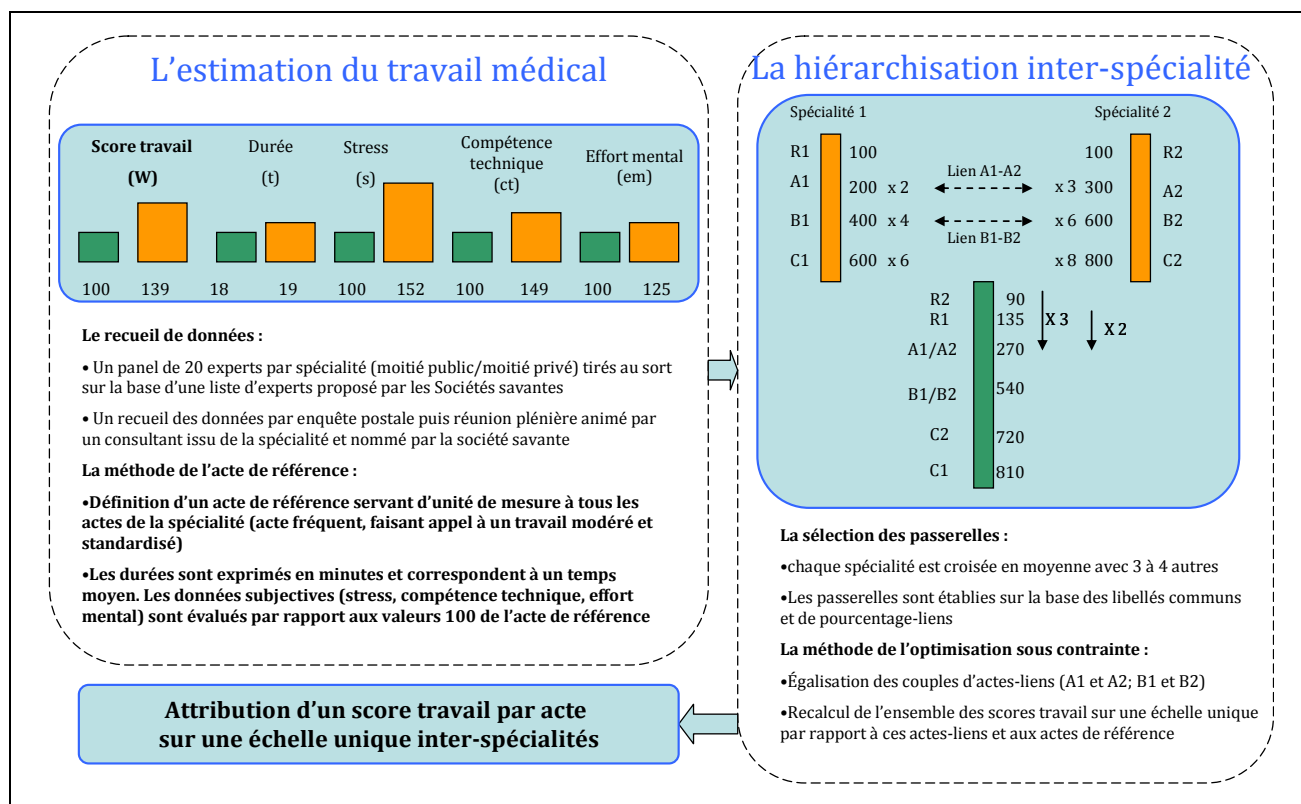 L'estimation du travail médical
Score travail
(W)
Durée
(t)
Stress
(s)
Compétence
technique
(ct)
Effort mental
(em)
100 139 18 19 100 152 100 149 100 125
Le recueil de données :
• Un panel de 20 experts par spécialité (moitié public/moitié privé) tirés au sort
sur la base d'une liste d'experts proposé par les Sociétés savantes
• Un recueil des données par enquête postale puis réunion plénière animé par
un consultant issu de la spécialité et nommé par la société savante
La méthode de l'acte de référence :
•Définition d'un acte de référence servant d'unité de mesure à tous les
actes de la spécialité (acte fréquent, faisant appel à un travail modéré et
standardisé)
•Les durées sont exprimés en minutes et correspondent à un temps
moyen. Les données subjectives (stress, compétence technique, effort
mental) sont évalués par rapport aux valeurs 100 de l'acte de référence
La hiérarchisation inter-spécialité
Spécialité 1 Spécialité 2
R1 100 100 R2
Lien A1-A2
A1 200 x 2 x 3 300 A2
B1 400 x 4 x 6 600 B2
Lien B1-B2
C1 600 x 6 x 8 800 C2
R2 90
R1 135 X 3 X 2
A1/A2 270
B1/B2 540
C2 720
C1 810
La sélection des passerelles :
•chaque spécialité est croisée en moyenne avec 3 à 4 autres
•Les passerelles sont établies sur la base des libellés communs
et de pourcentage-liens
La méthode de l'optimisation sous contrainte :
•Égalisation des couples d'actes-liens (A1 et A2; B1 et B2)
•Recalcul de l'ensemble des scores travail sur une échelle unique
par rapport à ces actes-liens et aux actes de référence
Attribution d'un score travail par acte
sur une échelle unique inter-spécialités